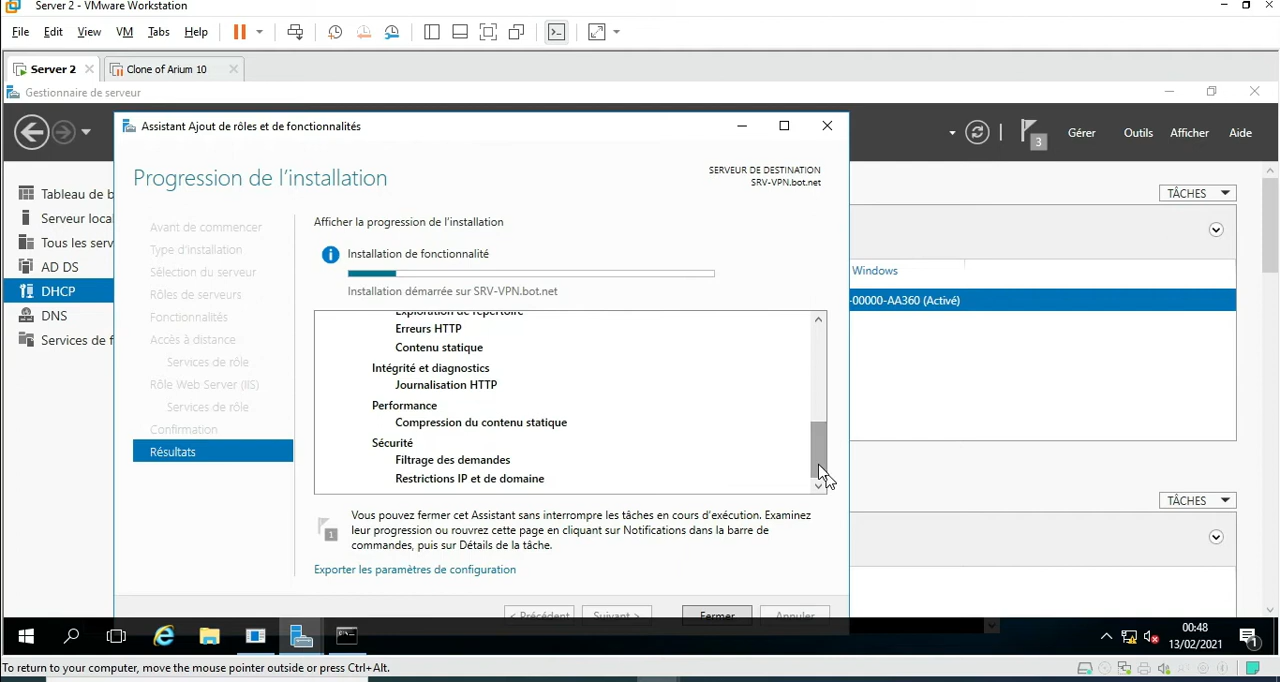 Server 2 - VMware Workstation
File Edit View VM Tabs Help
Server 2
Clone of Arium 10
Gestionnaire de serveur
3
Gérer Outils Afficher Aide
Tableau de b
Serveur loca
Tous les serv
AD DS
DHCP
DNS
Services de f
Assistant Ajout de rôles et de fonctionnalités
Progression de l'installation
SERVEUR DE DESTINATION
SRV-VPN.bot.net
Avant de commencer
Type d'installation
Sélection du serveur
Rôles de serveurs
Fonctionnalités
Accès à distance
Services de rôle
Rôle Web Server (IIS)
Services de rôle
Confirmation
Résultats
Afficher la progression de l'installation
Installation de fonctionnalité
Installation démarrée sur SRV-VPN.bot.net
Exploration de répertoire
Erreurs HTTP
Contenu statique
Intégrité et diagnostics
Journalisation HTTP
Performance
Compression du contenu statique
Sécurité
Filtrage des demandes
Restrictions IP et de domaine
1
Vous pouvez fermer cet Assistant sans interrompre les tâches en cours d'exécution. Examinez
leur progression ou rouvrez cette page en cliquant sur Notifications dans la barre de
commandes, puis sur Détails de la tâche.
Exporter les paramètres de configuration
< Précédent Suivant > Fermer Annuler
TÂCHES
Windows
-00000-AA360 (Activé)
TÂCHES
00:48
13/02/2021
1
To return to your computer, move the mouse pointer outside or press Ctrl+Alt.